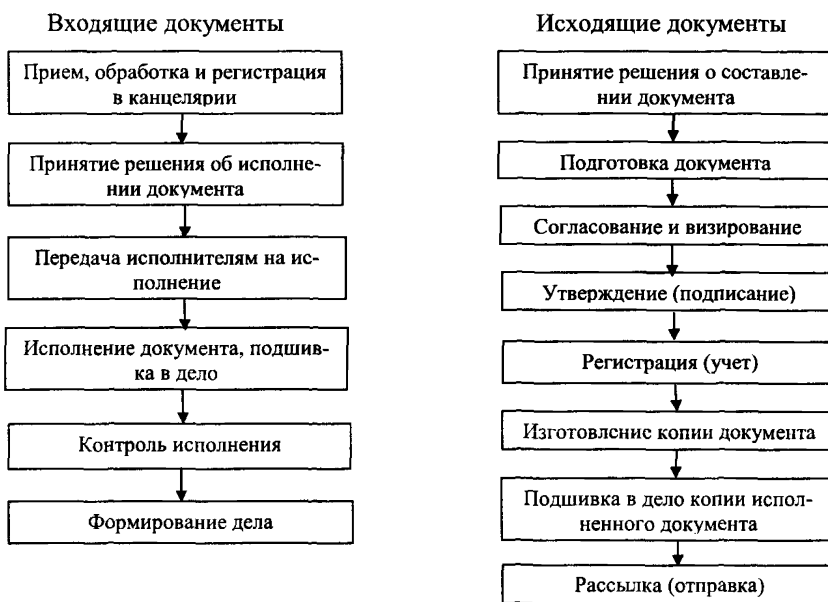 Входящие документы
Прием, обработка и регистрация
в канцелярии
Принятие решения об исполне-
нии документа
Передача исполнителям на ис-
полнение
Исполнение документа, подшив-
ка в дело
Контроль исполнения
Формирование дела
Исходящие документы
Принятие решения о составле-
нии документа
Подготовка документа
Согласование и визирование
Утверждение (подписание)
Регистрация (учет)
Изготовление копии документа
Подшивка в дело копии испол-
ненного документа
Рассылка (отправка)